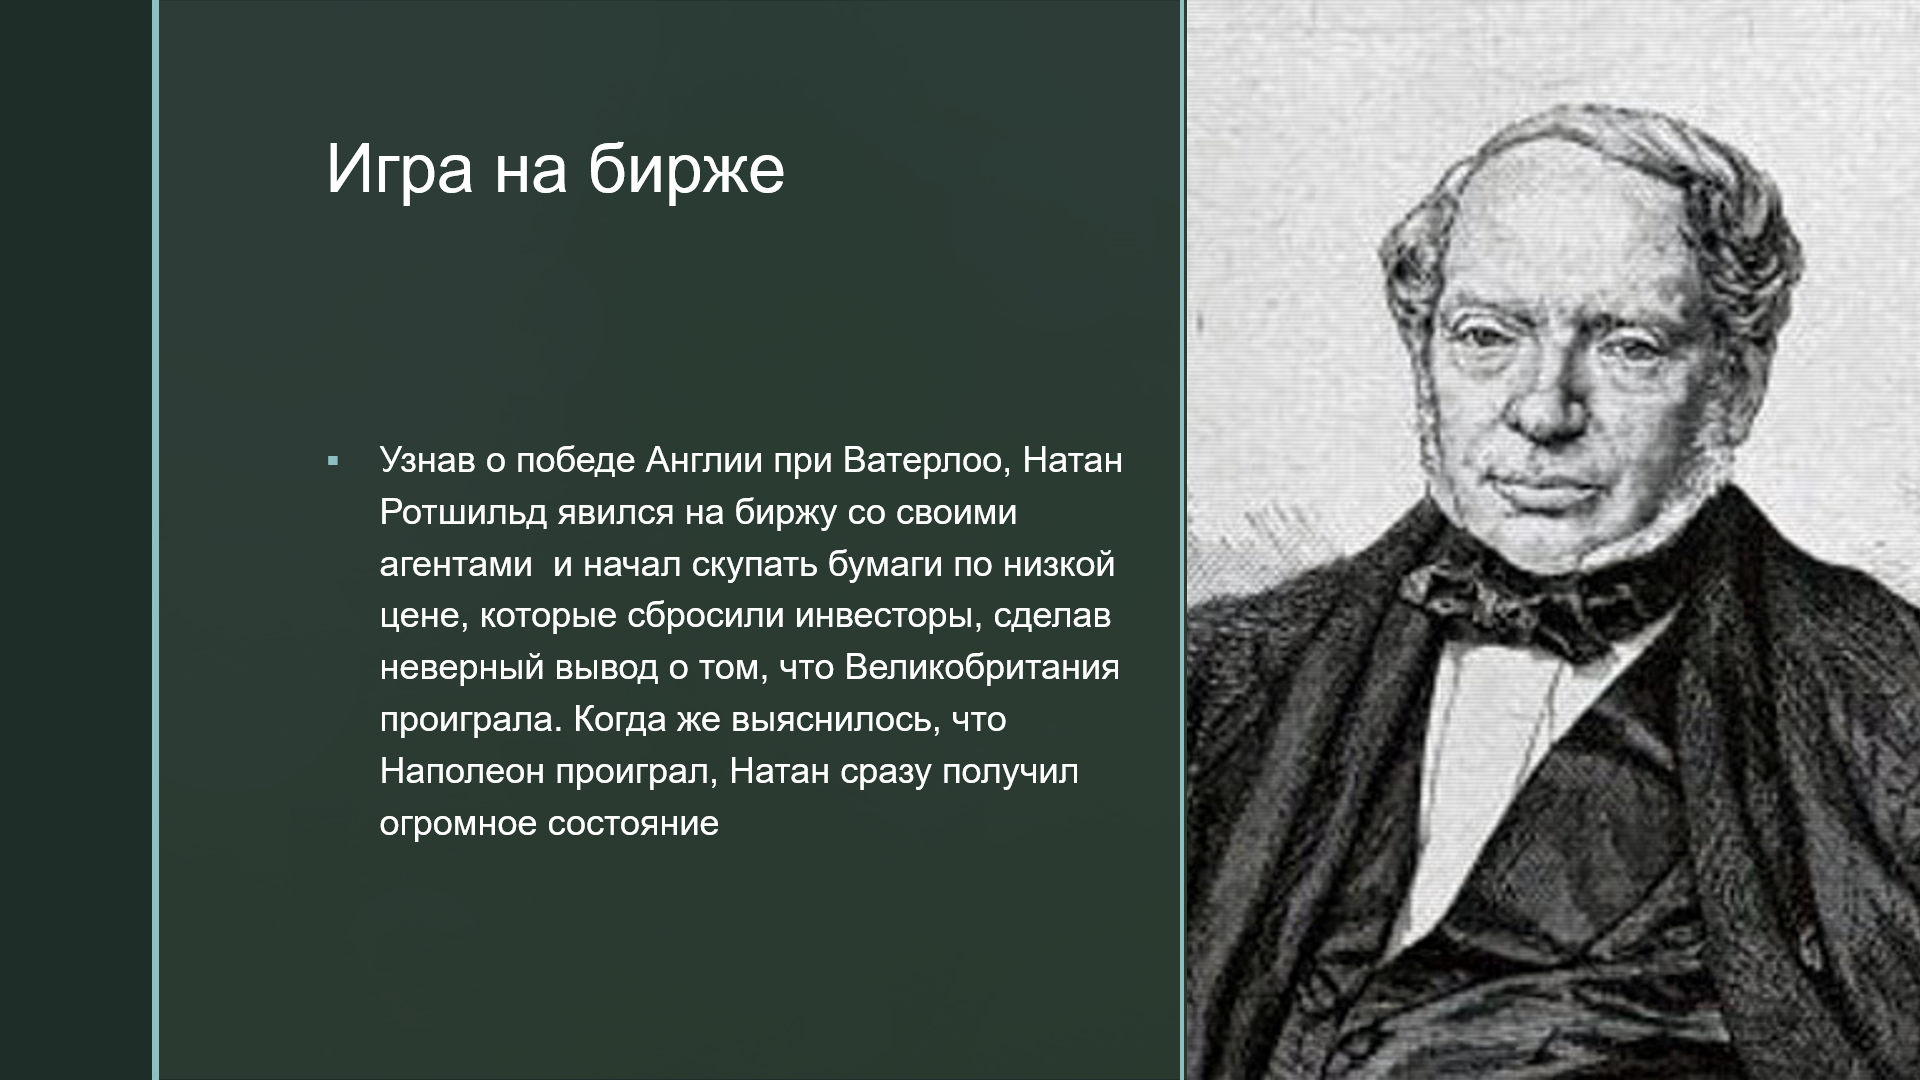 Игра на бирже
Узнав о победе Англии при Ватерлоо, Натан
Ротшильд явился на биржу со своими
агентами  и начал скупать бумаги по низкой
цене, которые сбросили инвесторы, сделав
неверный вывод о том, что Великобритания
проиграла. Когда же выяснилось, что
Наполеон проиграл, Натан сразу получил
огромное состояние